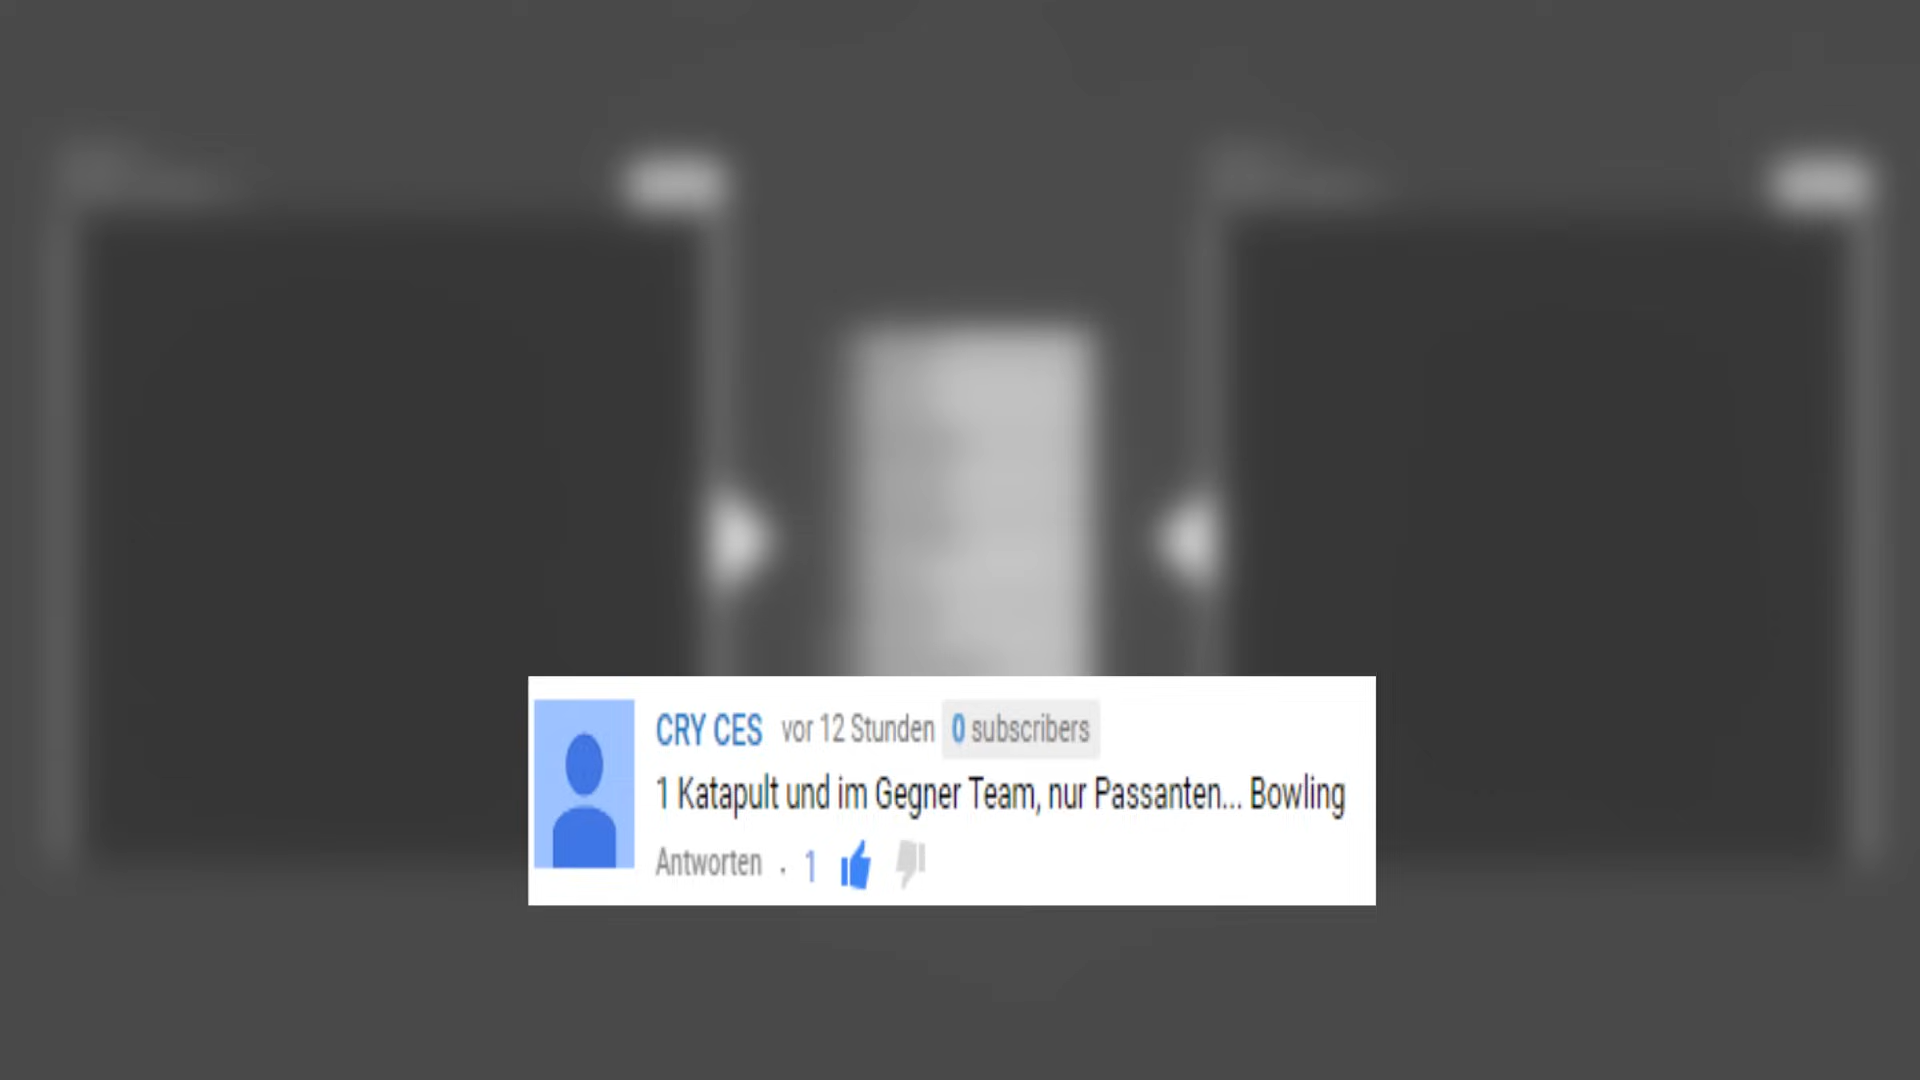 CRY CES vor 12 Stunden 0 subscribers
1 Katapult und im Gegner Team, nur Passanten... Bowling
Antworten · 1